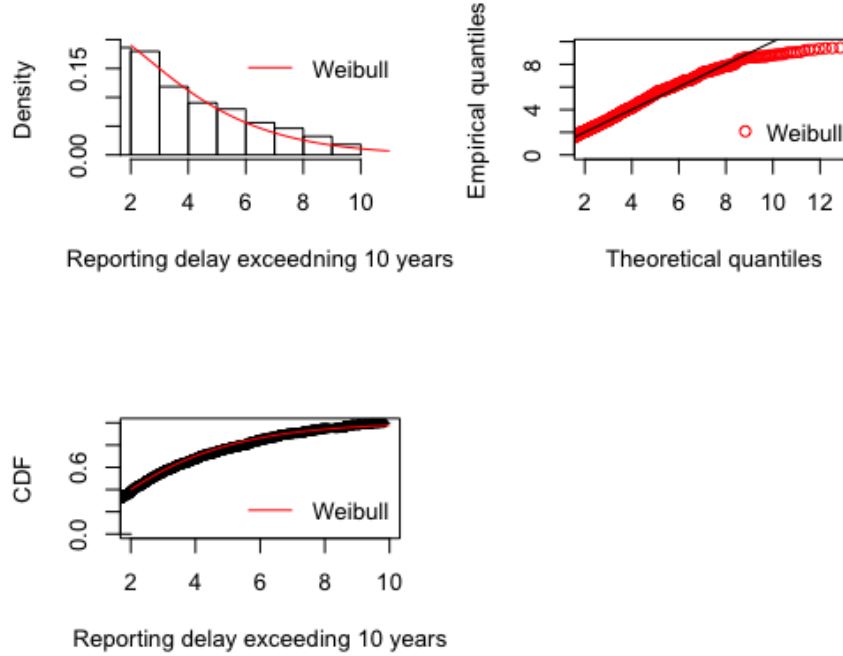 Density
0.00
0.15
Weibull
2 4 6 8 10
Reporting delay exceedning 10 years
Empirical quantiles
0 4 8
Weibull
2 4 6 8 10 12
Theoretical quantiles
CDF
0.0 0.6
Weibull
2 4 6 8 10
Reporting delay exceeding 10 years